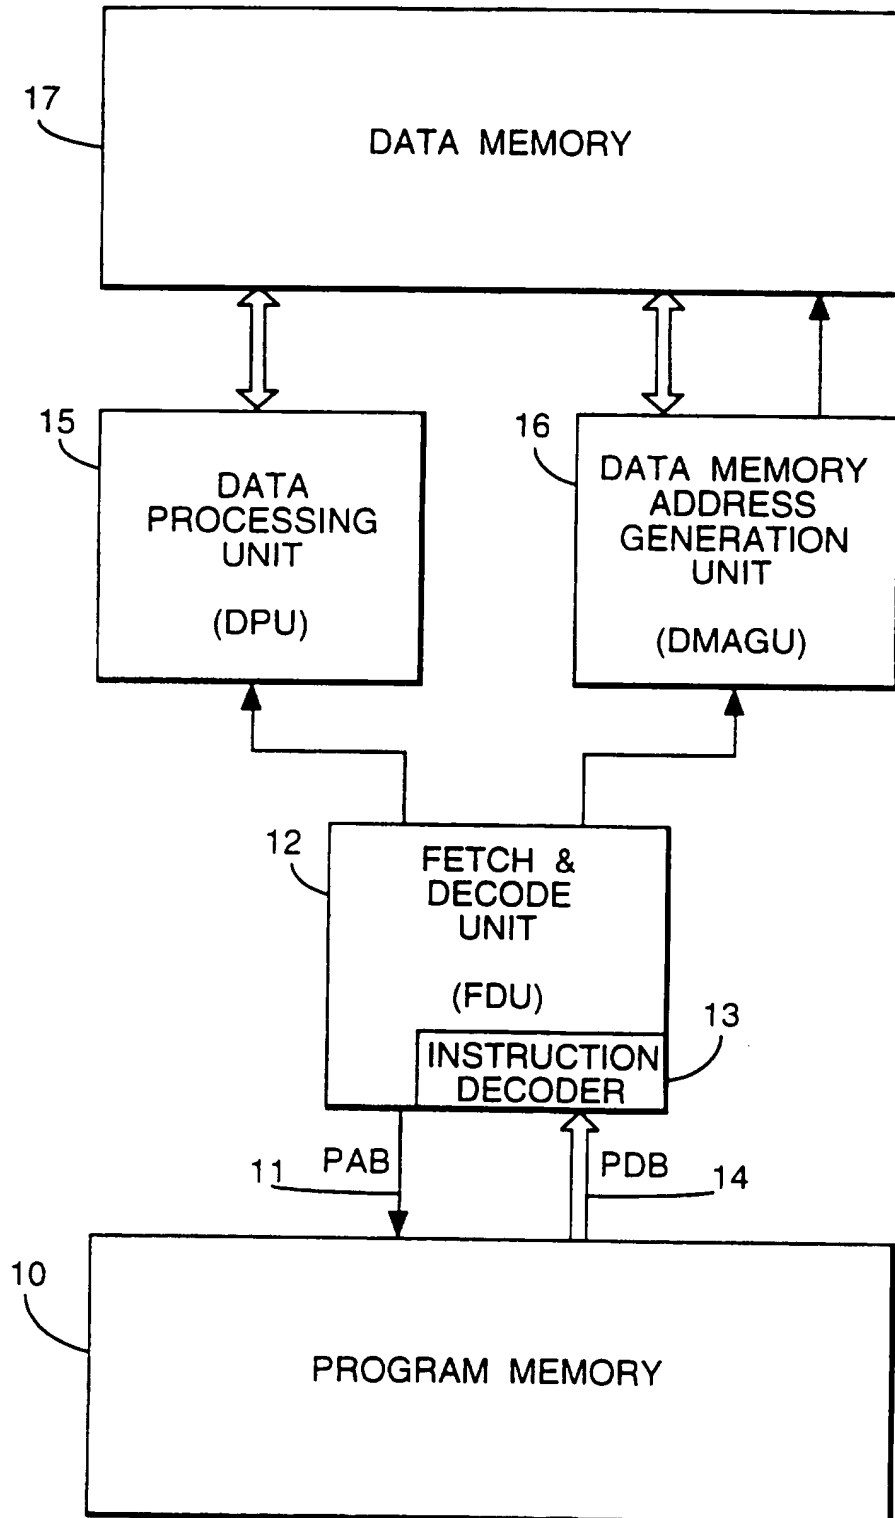 17
DATA MEMORY
15
DATA
PROCESSING
UNIT
(DPU)
16
DATA MEMORY
ADDRESS
GENERATION
UNIT
(DMAGU)
12
FETCH &
DECODE
UNIT
(FDU)
13
INSTRUCTION
DECODER
PAB
11
PDB
14
10
PROGRAM MEMORY